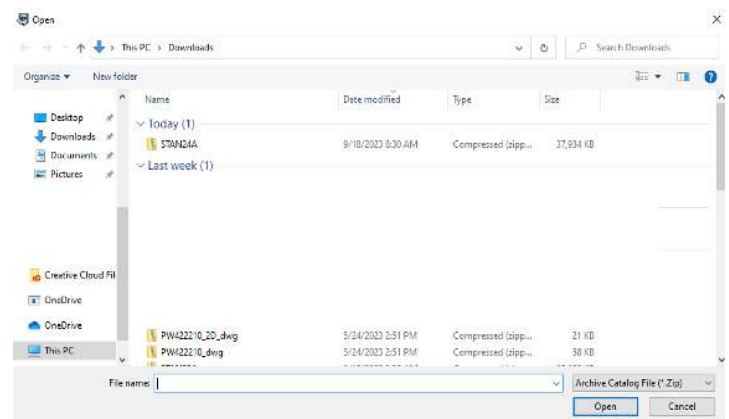 Open
This PC > Downloads
Search Downloads
Organize
New folder
Name
Date modified
Type
Size
Desktop
Downloads
Documents
Pictures
Creative Cloud Fil
OneDrive
OneDrive
This PC
Today (1)
STAN24A 9/18/2023 8:30 AM Compressed (zipp... 37,934 KB
Last week (1)
PW422210_2D_dwg 5/24/2023 2:51 PM Compressed (zipp... 21 KB
PW422210_dwg 5/24/2023 2:51 PM Compressed (zipp... 58 KB
File name:
Archive Catalog File (*.Zip)
Open
Cancel